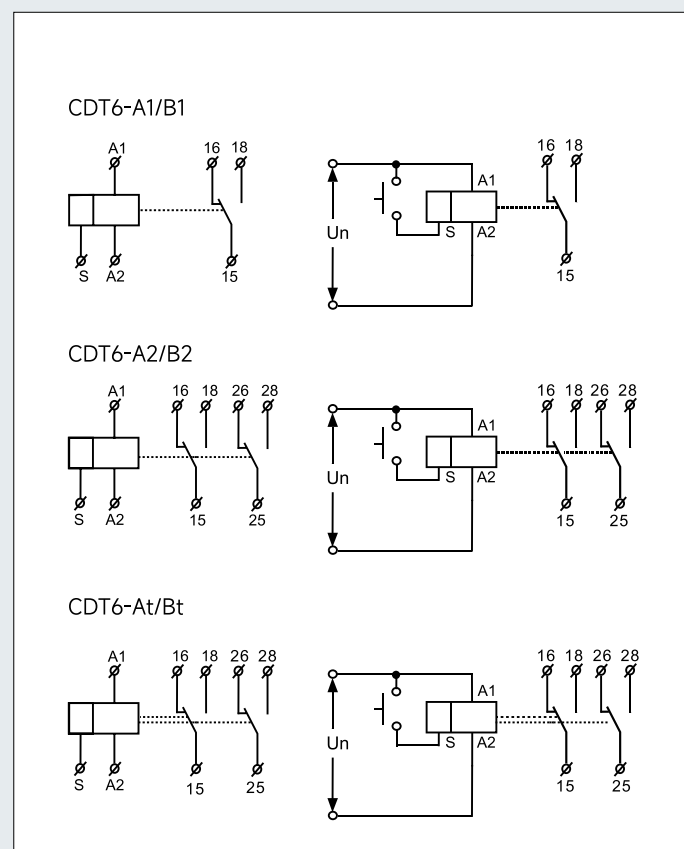 CDT6-A1/B1
A1 16 18 16 18
A1
Un S A2
S A2 15 15
CDT6-A2/B2
A1 16 18 26 28 16 18 26 28
A1
Un S A2
S A2 15 25 15 25
CDT6-At/Bt
A1 16 18 26 28 16 18 26 28
A1
Un S A2
S A2 15 25 15 25